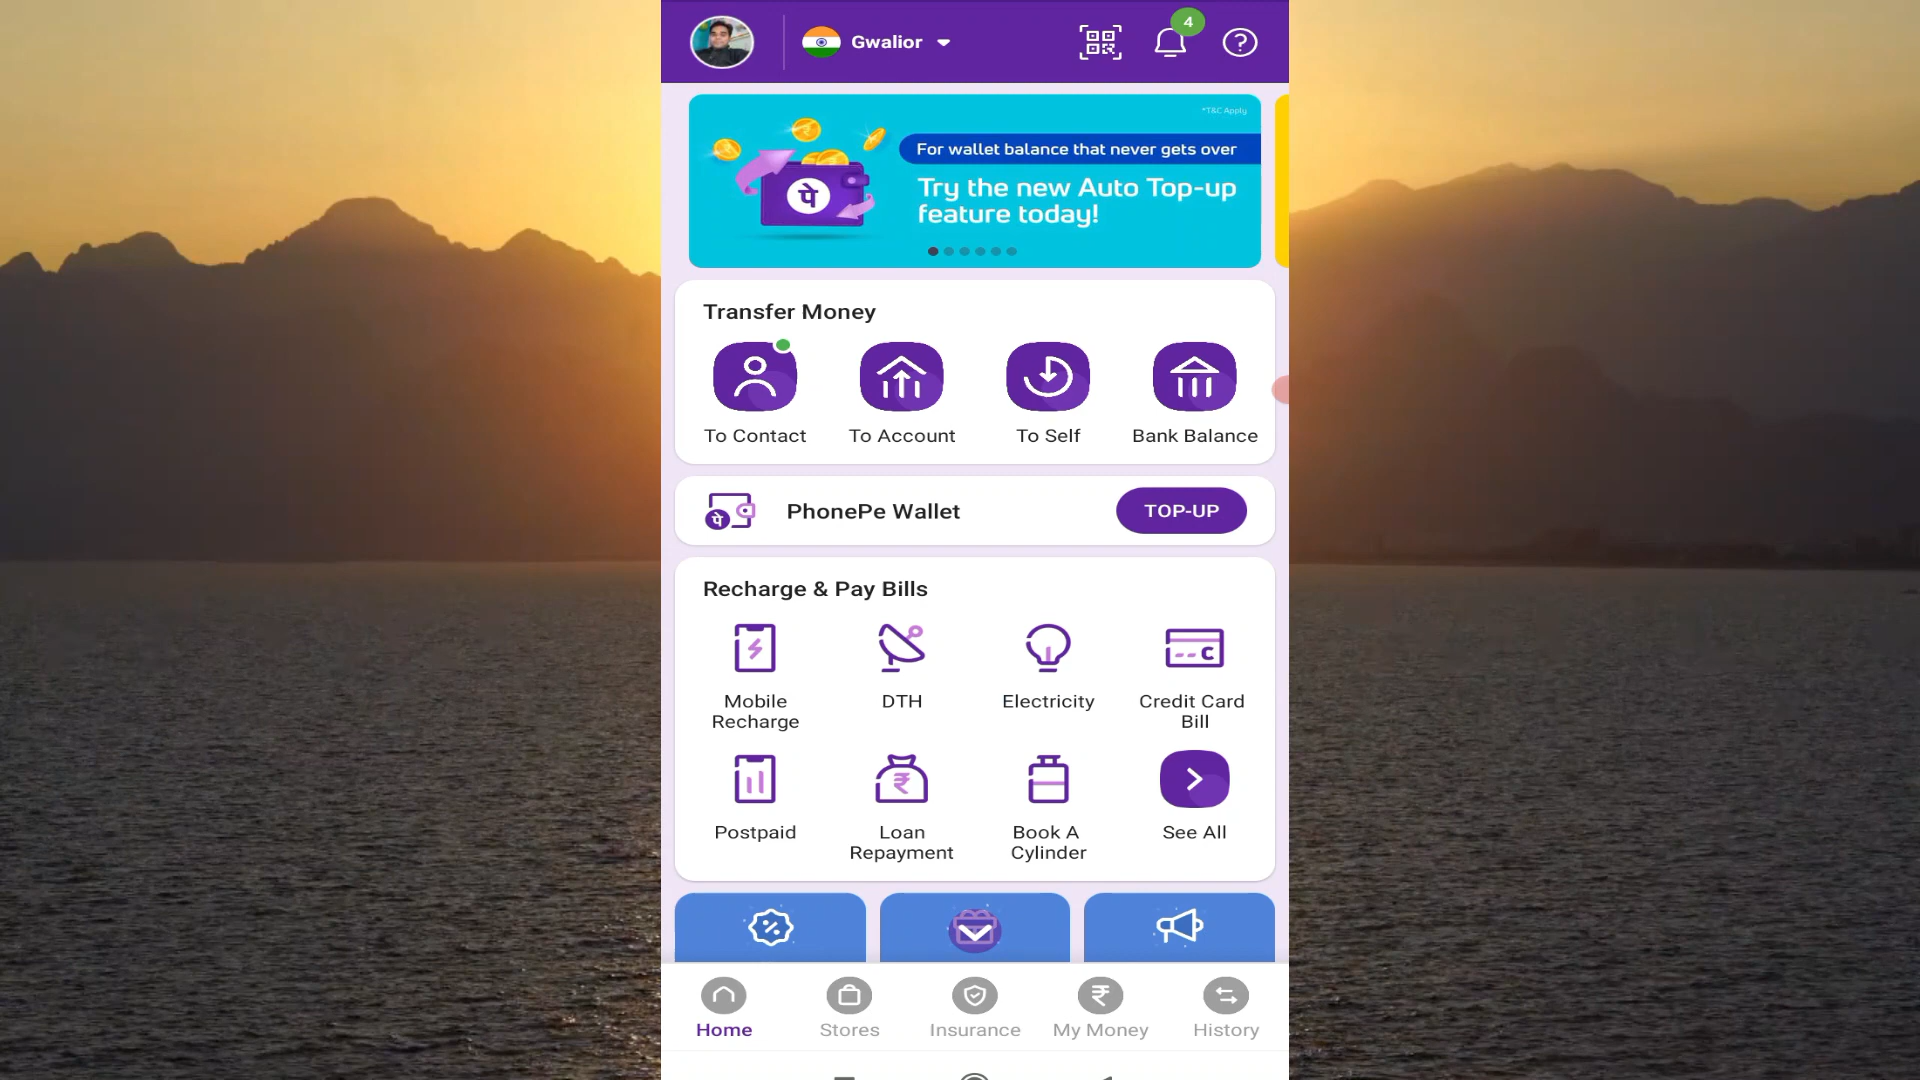 Gwalior
4
*T&C Apply
For wallet balance that never gets over
Try the new Auto Top-up
feature today!
पे
Transfer Money
To Contact
To Account
To Self
Bank Balance
पे
PhonePe Wallet
TOP-UP
Recharge & Pay Bills
Mobile
Recharge
DTH
Electricity
C
Credit Card
Bill
Postpaid
₹
Loan
Repayment
Book A
Cylinder
See All
%
Home
Stores
Insurance
₹
My Money
History